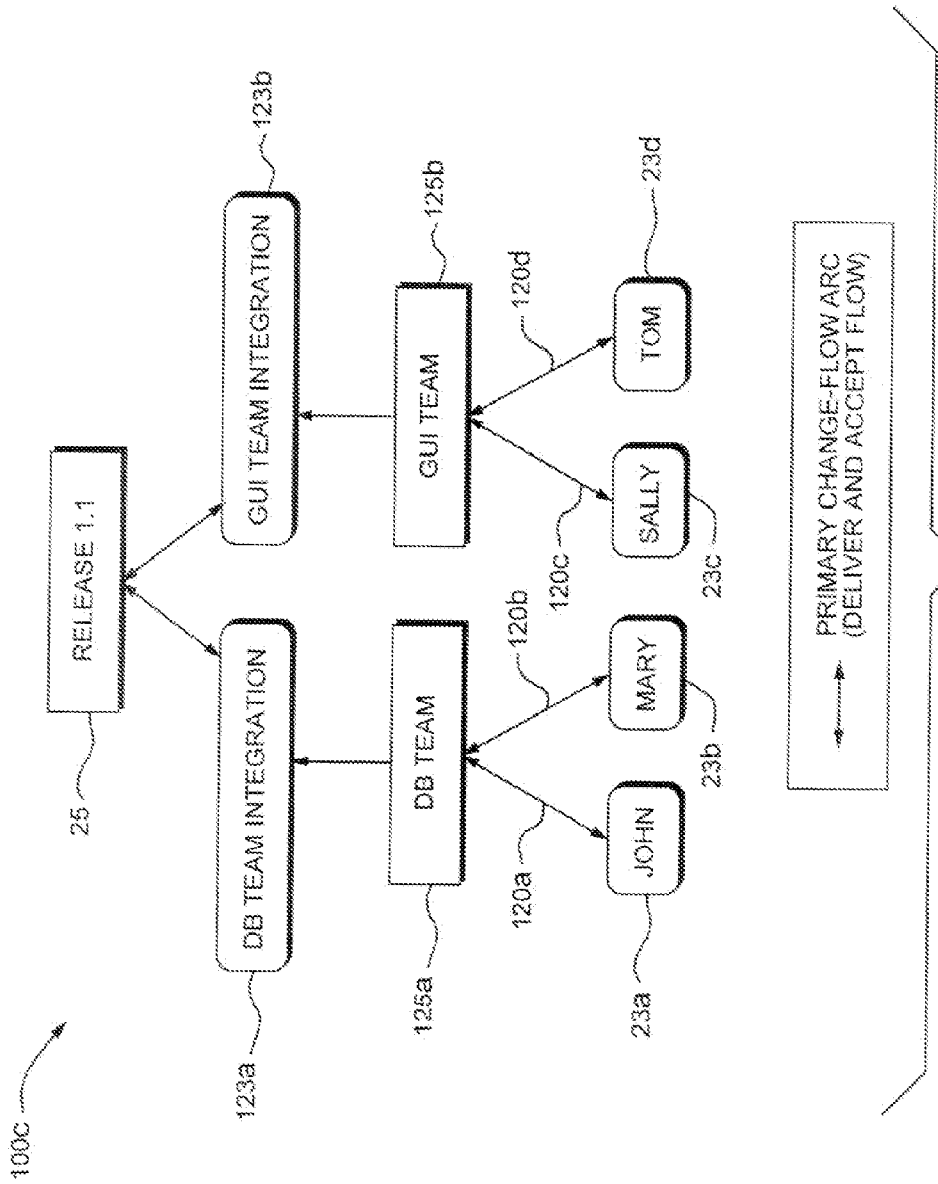 100c
RELEASE 1.1
25
DB TEAM INTEGRATION
123a
GUI TEAM INTEGRATION
123b
DB TEAM
125a
GUI TEAM
125b
120a
120b
120c
120d
JOHN
23a
MARY
23b
SALLY
23c
TOM
23d
PRIMARY CHANGE-FLOW ARC
(DELIVER AND ACCEPT FLOW)